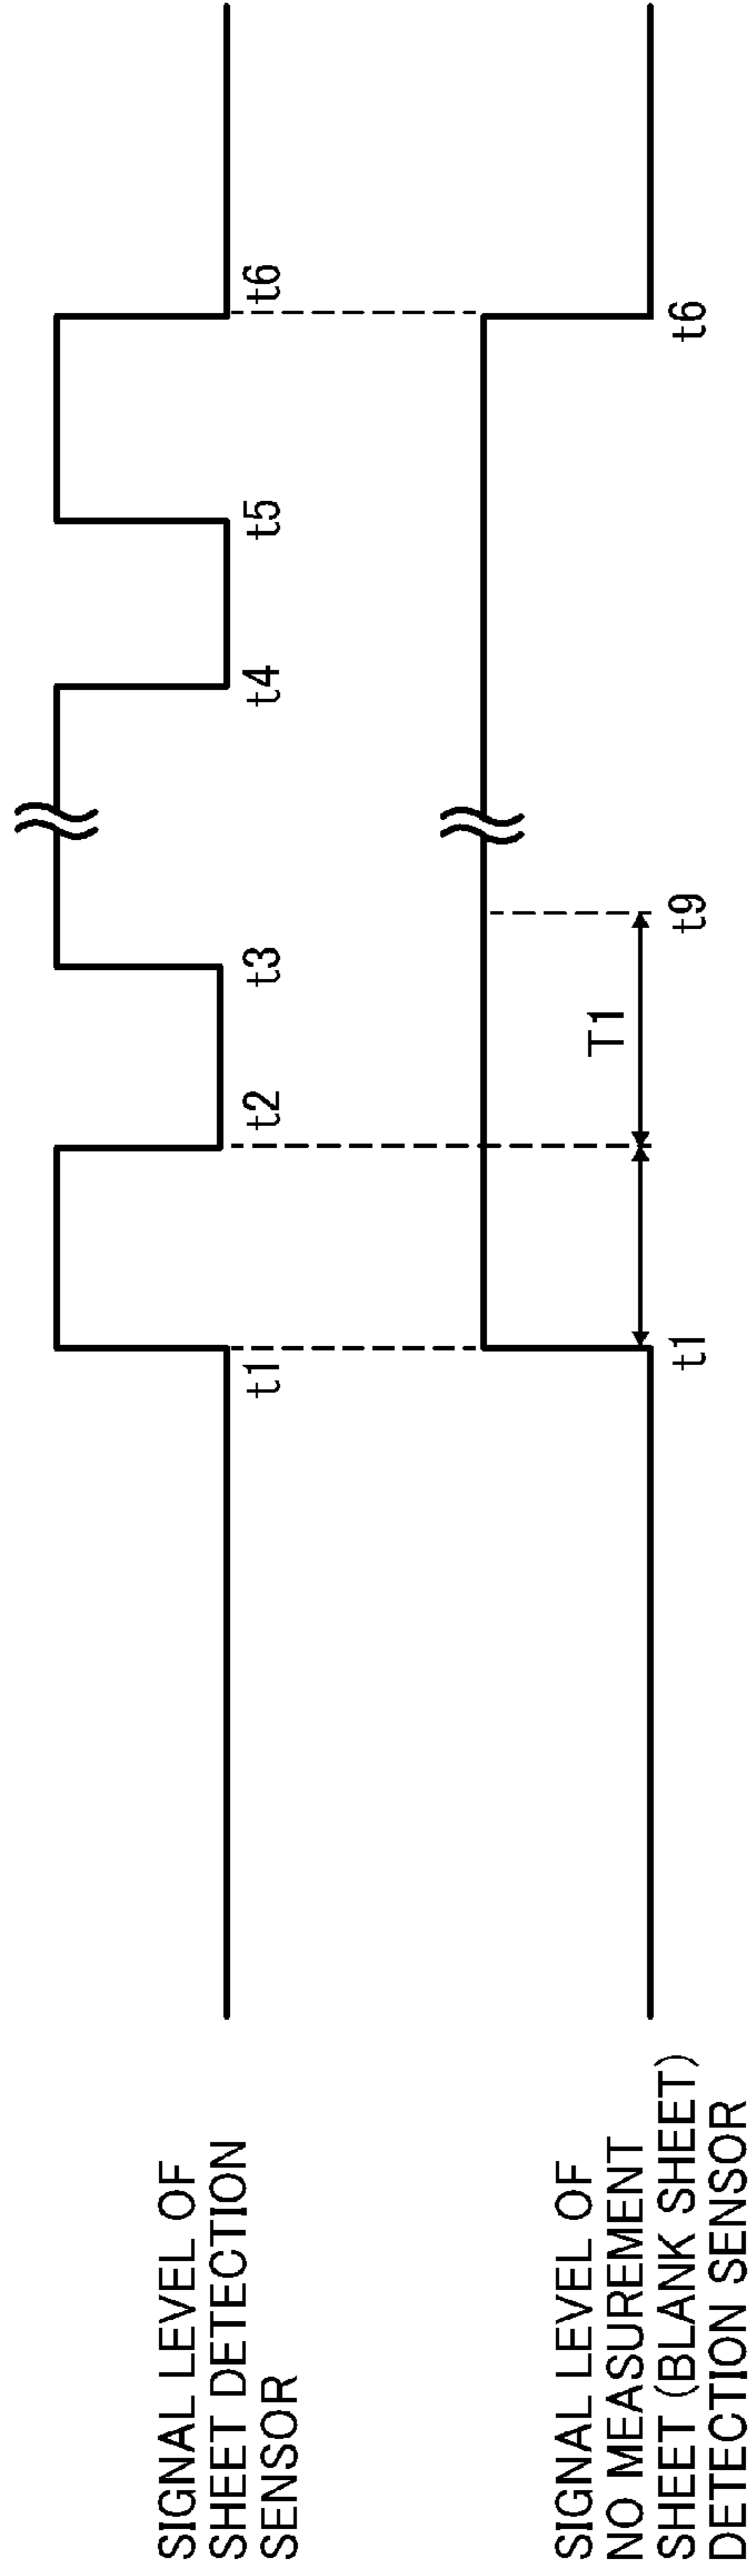 SIGNAL LEVEL OF
SHEET DETECTION
SENSOR
t1
t2
t3
t4
t5
t6
SIGNAL LEVEL OF
NO MEASUREMENT
SHEET (BLANK SHEET)
DETECTION SENSOR
T1
t1
t9
t6